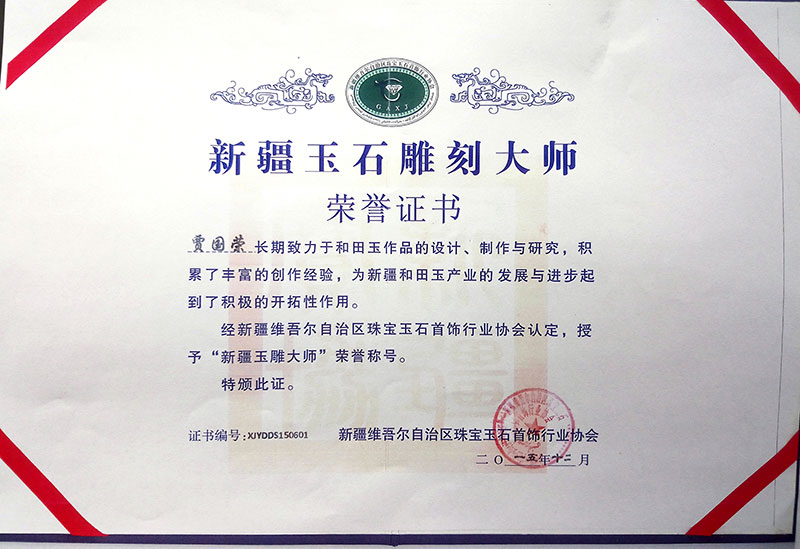 GAXJ
新疆玉石雕刻大师
荣誉证书
贾国荣 长期致力于和田玉作品的设计、制作与研究，积
累了丰富的创作经验，为新疆和田玉产业的发展与进步起
到了积极的开拓性作用。
经新疆维吾尔自治区珠宝玉石首饰行业协会认定，授
予“新疆玉雕大师”荣誉称号。
特颁此证。
证书编号：XJYDDS150601
新疆维吾尔自治区珠宝玉石首饰行业协会
二〇一五年十二月